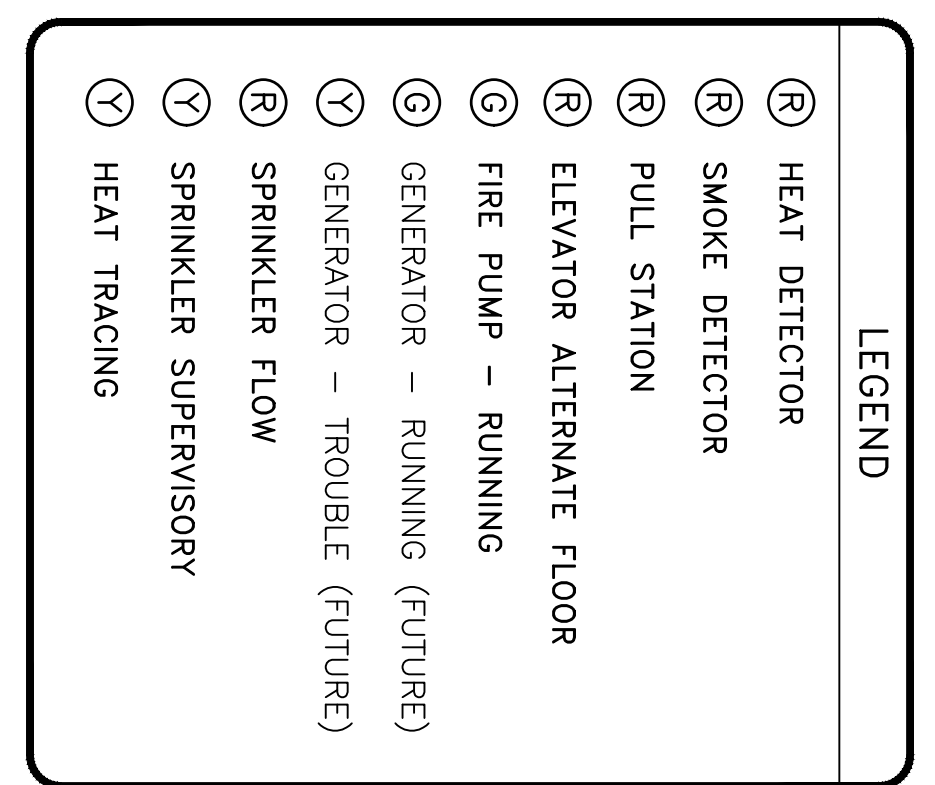 LEGEND
R HEAT DETECTOR
R SMOKE DETECTOR
R PULL STATION
R ELEVATOR ALTERNATE FLOOR
G FIRE PUMP – RUNNING
G GENERATOR – RUNNING (FUTURE)
Y GENERATOR – TROUBLE (FUTURE)
R SPRINKLER FLOW
Y SPRINKLER SUPERVISORY
Y HEAT TRACING